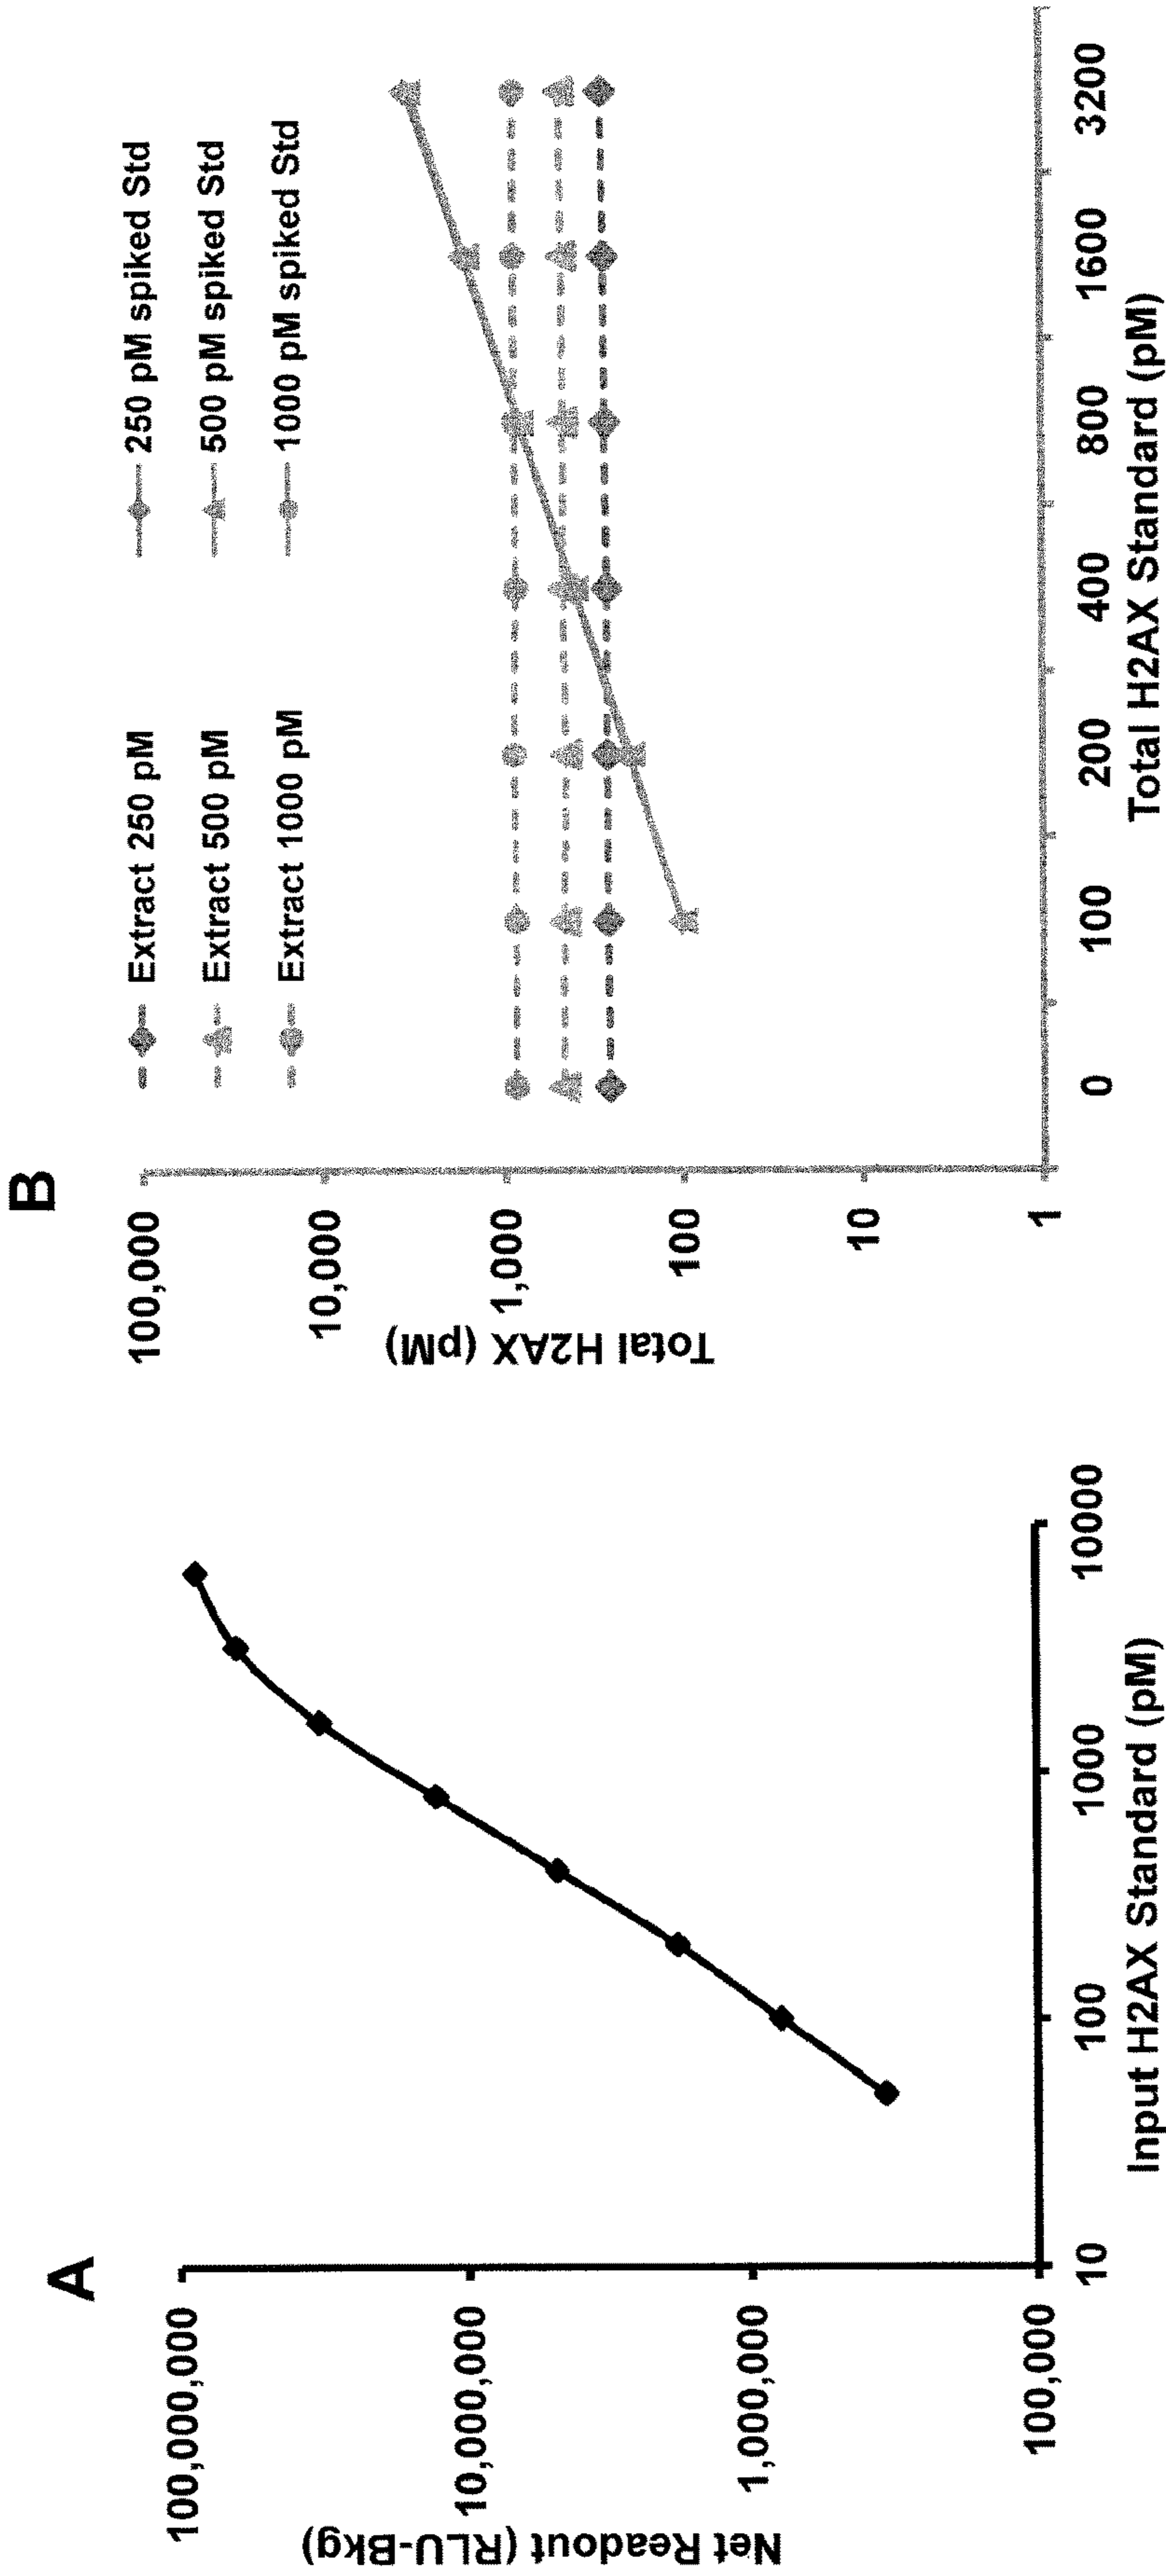 A
100,000,000
10,000,000
1,000,000
100,000
Net Readout (RLU-Bkg)
10
100
1000
10000
Input H2AX Standard (pM)
B
Extract 250 pM
Extract 500 pM
Extract 1000 pM
250 pM spiked Std
500 pM spiked Std
1000 pM spiked Std
100,000
10,000
1,000
100
10
1
Total H2AX (pM)
0
100
200
400
800
1600
3200
Total H2AX Standard (pM)